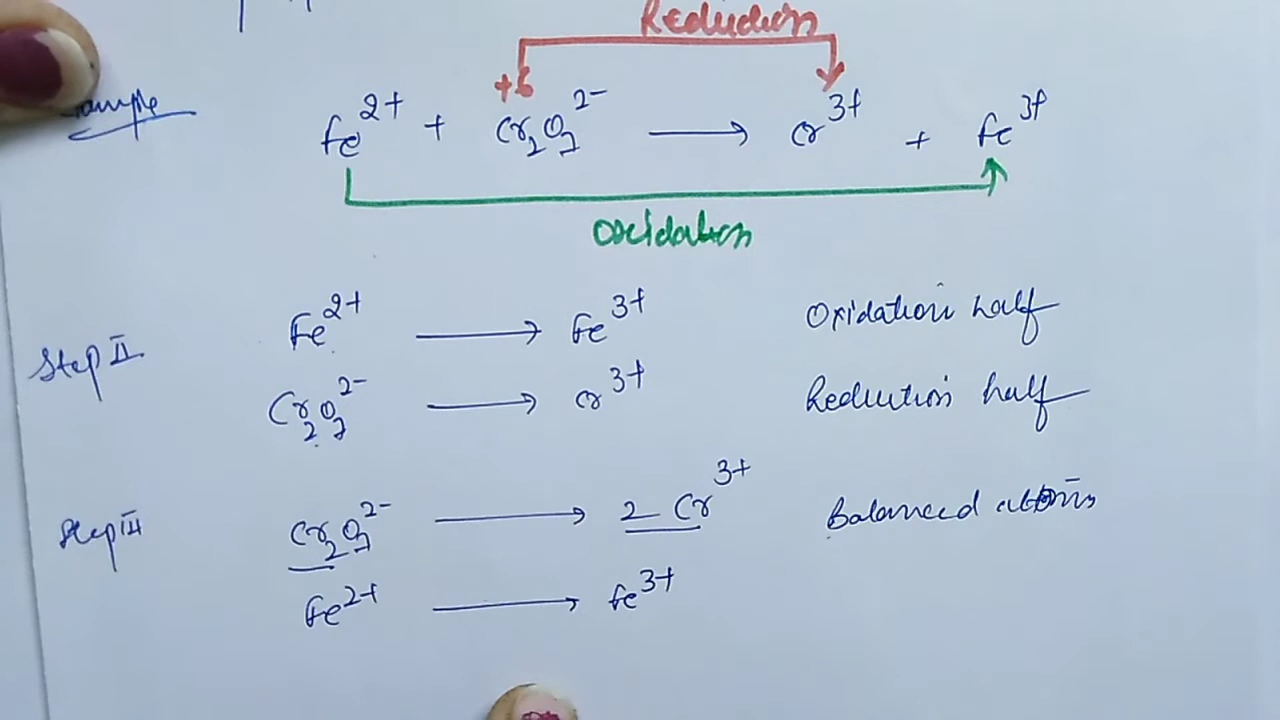 Reduction
+6
Example
Fe²⁺ + Cr₂O₇²⁻ → Cr³⁺ + Fe³⁺
Oxidation
Step II
Fe²⁺ → Fe³⁺ Oxidation half
Cr₂O₇²⁻ → Cr³⁺ Reduction half
Step III
Cr₂O₇²⁻ → 2 Cr³⁺ Balanced atoms
Fe²⁺ → Fe³⁺